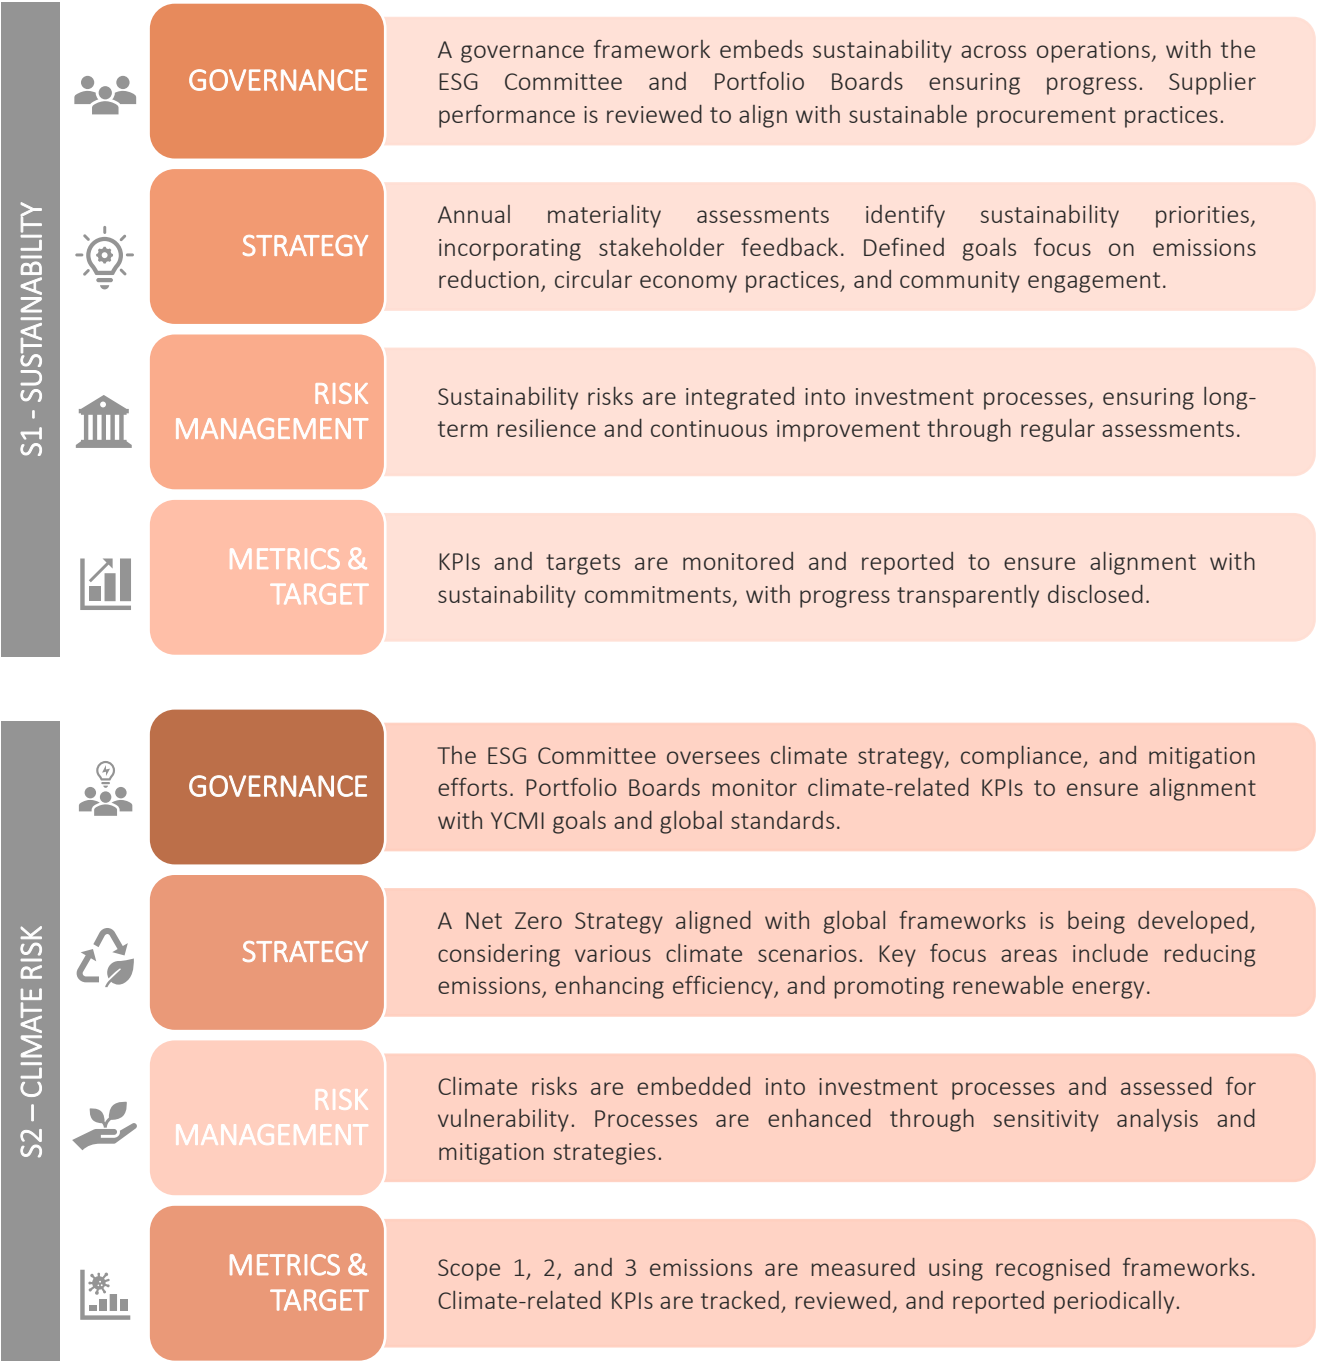 S1 - SUSTAINABILITY
GOVERNANCE
A governance framework embeds sustainability across operations, with the
ESG Committee and Portfolio Boards ensuring progress. Supplier
performance is reviewed to align with sustainable procurement practices.
STRATEGY
Annual materiality assessments identify sustainability priorities,
incorporating stakeholder feedback. Defined goals focus on emissions
reduction, circular economy practices, and community engagement.
RISK
MANAGEMENT
Sustainability risks are integrated into investment processes, ensuring long-
term resilience and continuous improvement through regular assessments.
METRICS &
TARGET
KPIs and targets are monitored and reported to ensure alignment with
sustainability commitments, with progress transparently disclosed.
S2 – CLIMATE RISK
GOVERNANCE
The ESG Committee oversees climate strategy, compliance, and mitigation
efforts. Portfolio Boards monitor climate-related KPIs to ensure alignment
with YCMI goals and global standards.
STRATEGY
A Net Zero Strategy aligned with global frameworks is being developed,
considering various climate scenarios. Key focus areas include reducing
emissions, enhancing efficiency, and promoting renewable energy.
RISK
MANAGEMENT
Climate risks are embedded into investment processes and assessed for
vulnerability. Processes are enhanced through sensitivity analysis and
mitigation strategies.
METRICS &
TARGET
Scope 1, 2, and 3 emissions are measured using recognised frameworks.
Climate-related KPIs are tracked, reviewed, and reported periodically.